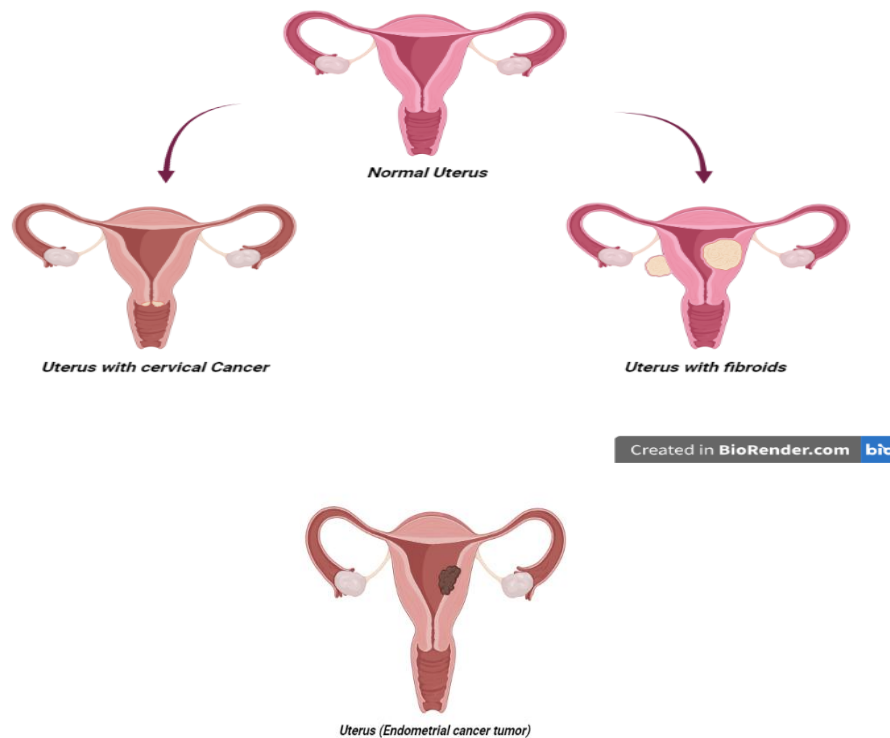 Normal Uterus
Uterus with cervical Cancer
Uterus with fibroids
Created in BioRender.com
Uterus (Endometrial cancer tumor)